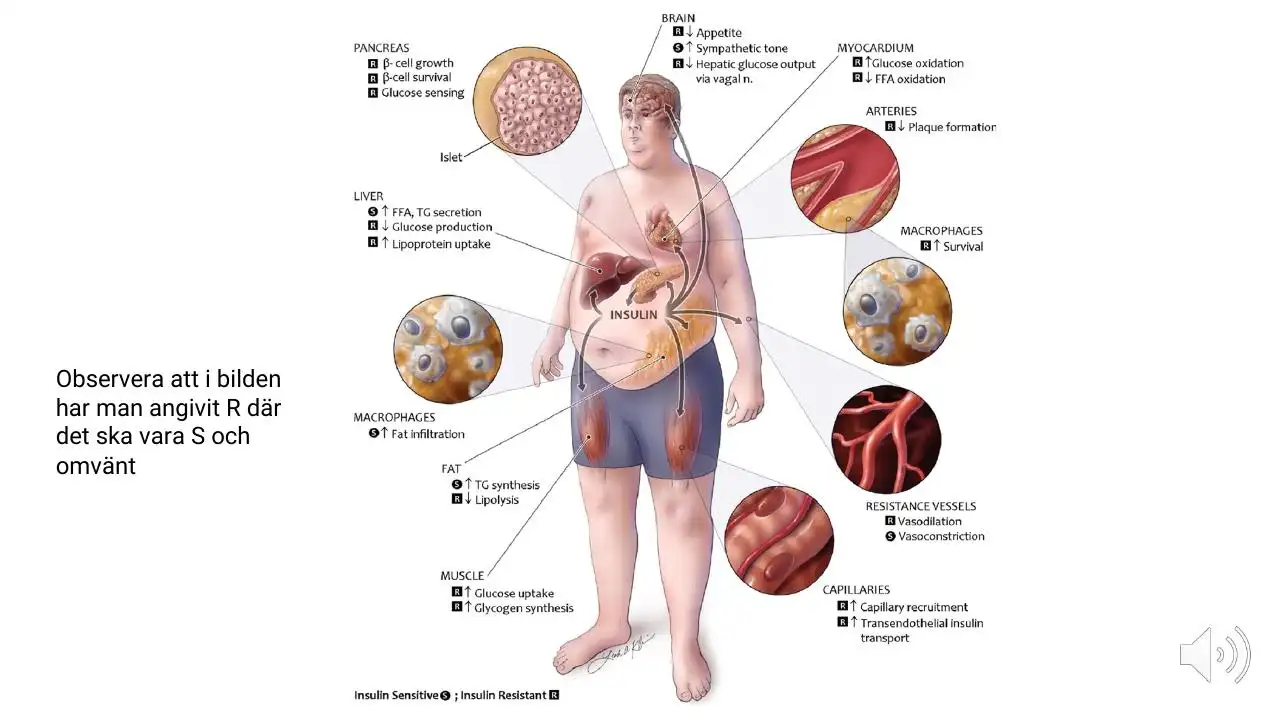 BRAIN
R ↓ Appetite
S ↑ Sympathetic tone
R ↓ Hepatic glucose output
via vagal n.
PANCREAS
R β- cell growth
R β-cell survival
R Glucose sensing
Islet
MYOCARDIUM
R ↑ Glucose oxidation
R ↓ FFA oxidation
ARTERIES
R ↓ Plaque formation
LIVER
S ↑ FFA, TG secretion
R ↓ Glucose production
R ↑ Lipoprotein uptake
MACROPHAGES
R ↑ Survival
INSULIN
Observera att i bilden
har man angivit R där
det ska vara S och
omvänt
MACROPHAGES
S ↑ Fat infiltration
FAT
S ↑ TG synthesis
R ↓ Lipolysis
RESISTANCE VESSELS
R Vasodilation
S Vasoconstriction
MUSCLE
R ↑ Glucose uptake
R ↑ Glycogen synthesis
CAPILLARIES
R ↑ Capillary recruitment
R ↑ Transendothelial insulin
transport
Insulin Sensitive S ; Insulin Resistant R